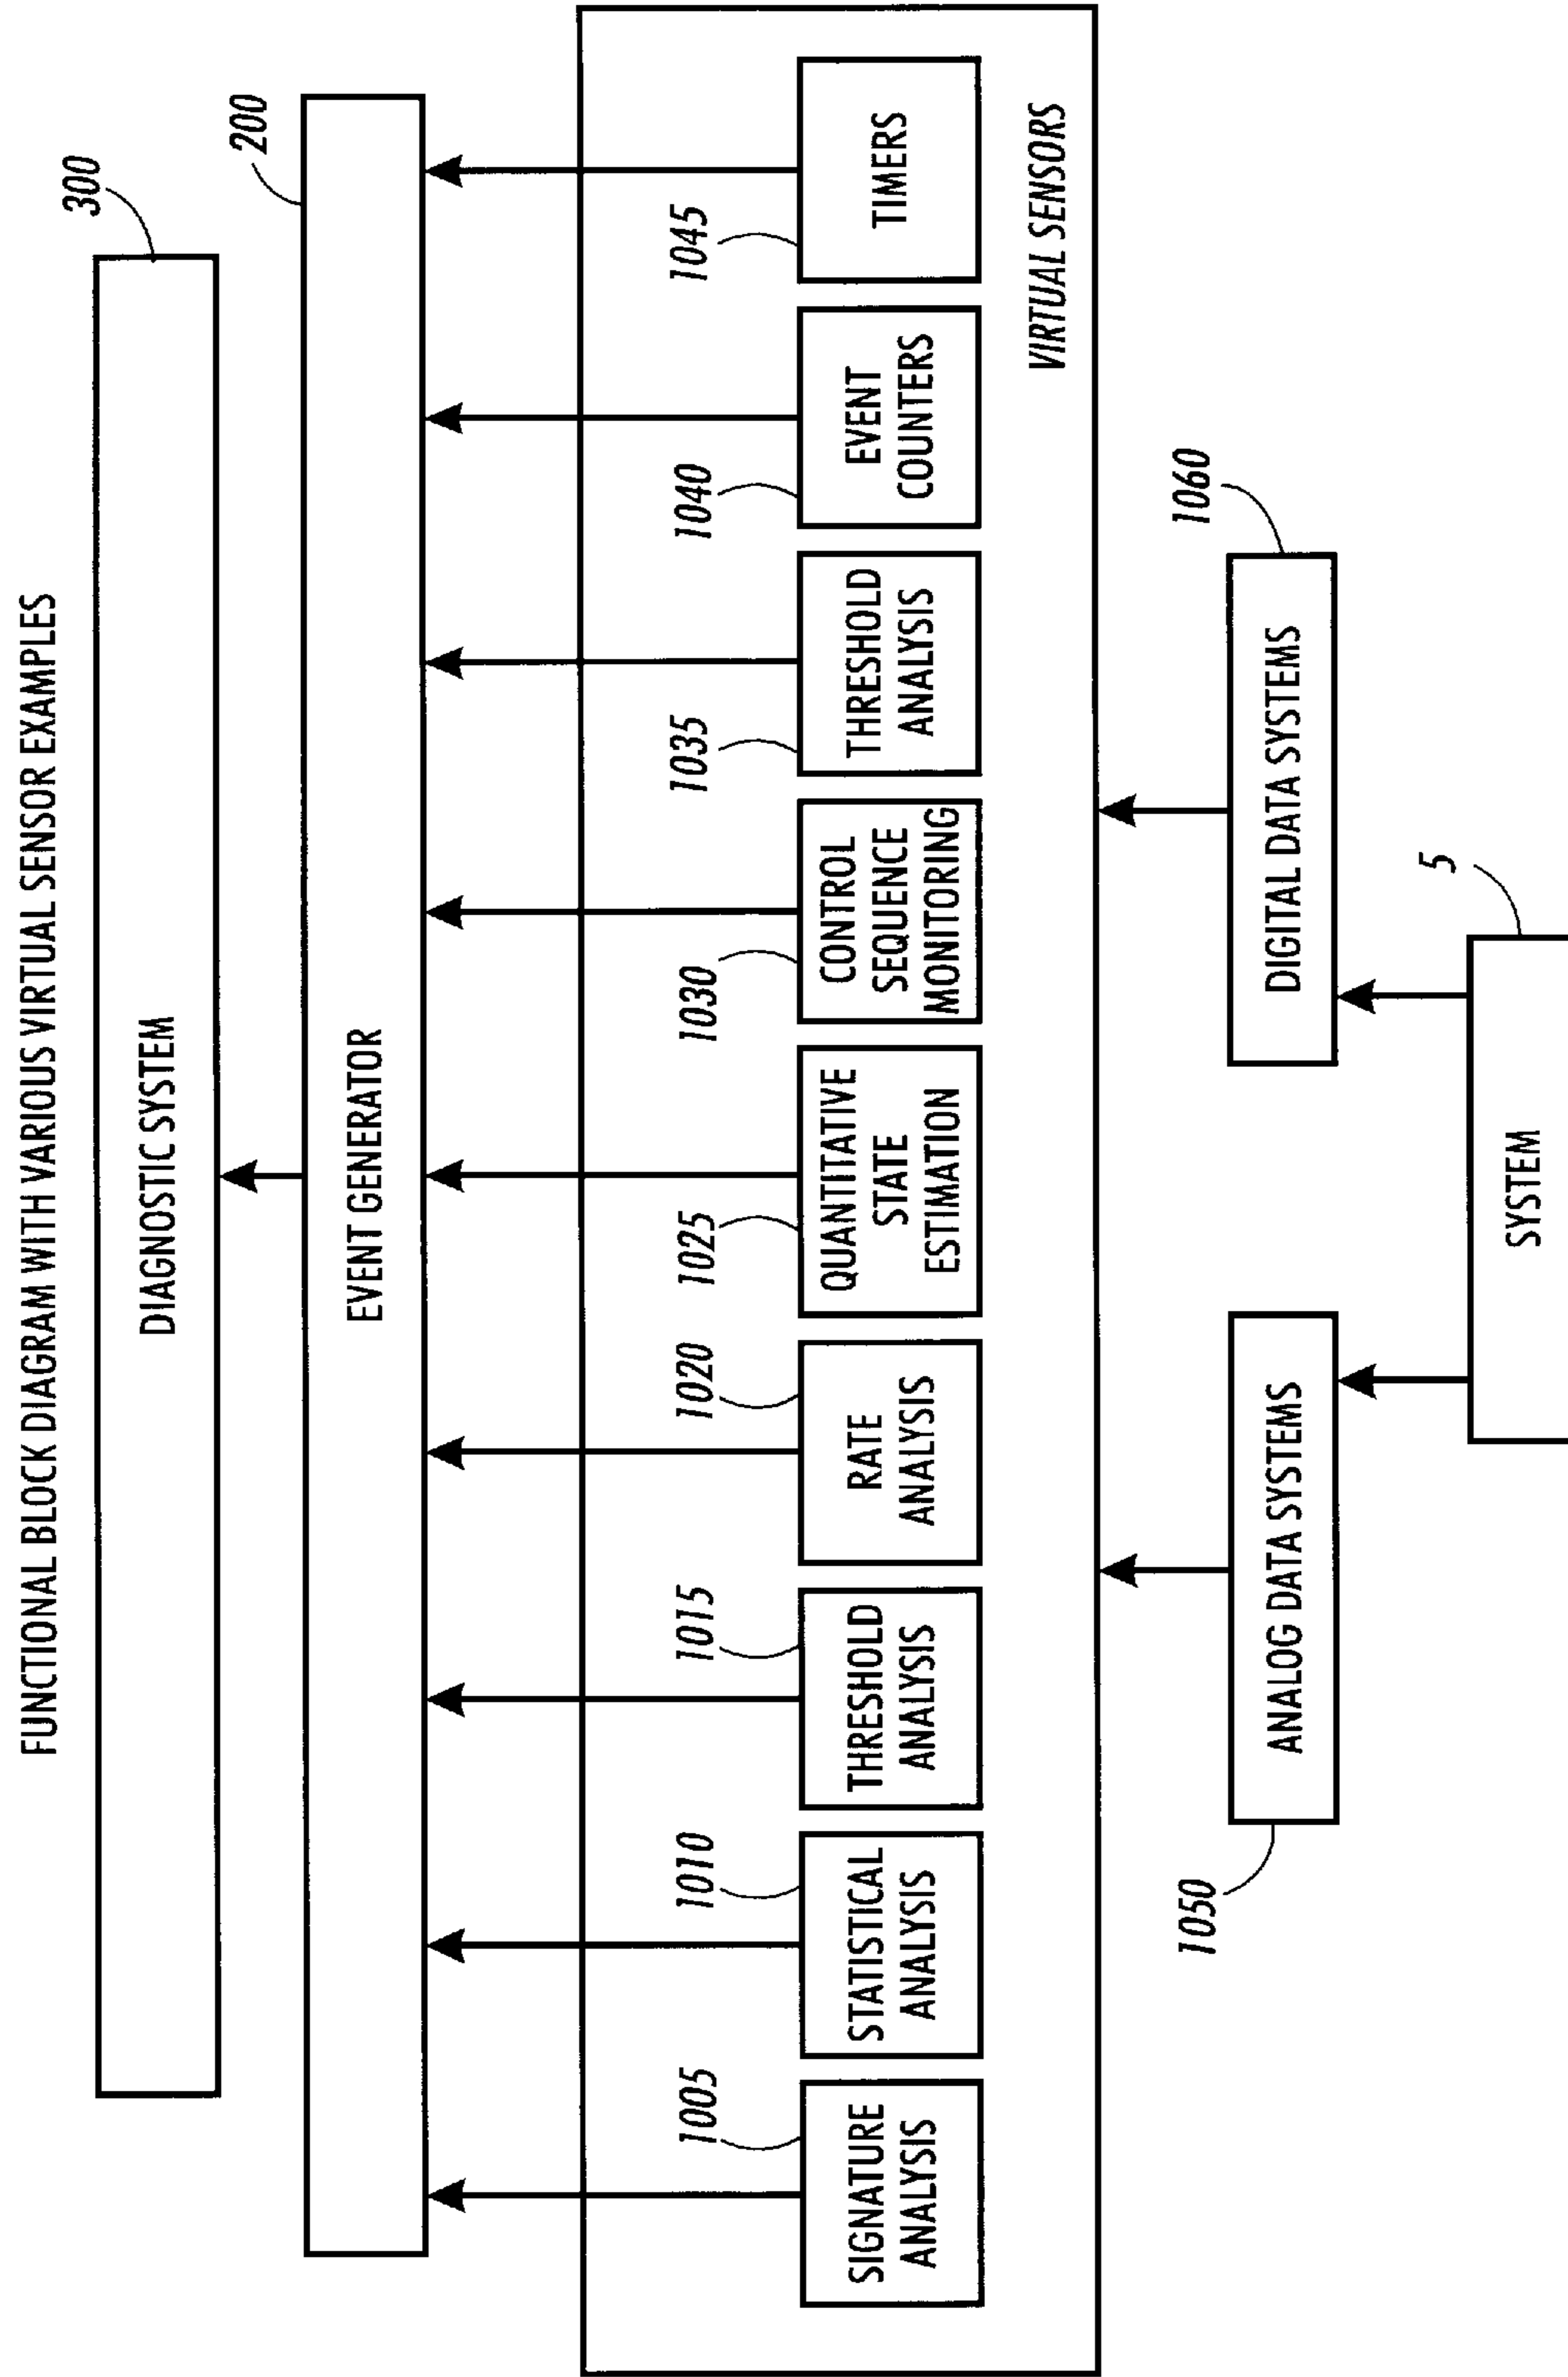 FUNCTIONAL BLOCK DIAGRAM WITH VARIOUS VIRTUAL SENSOR EXAMPLES
300
DIAGNOSTIC SYSTEM
200
EVENT GENERATOR
1005
1010
1015
1020
1025
1030
1035
1040
1045
SIGNATURE
ANALYSIS
STATISTICAL
ANALYSIS
THRESHOLD
ANALYSIS
RATE
ANALYSIS
QUANTITATIVE
STATE
ESTIMATION
CONTROL
SEQUENCE
MONITORING
THRESHOLD
ANALYSIS
EVENT
COUNTERS
TIMERS
VIRTUAL SENSORS
1050
ANALOG DATA SYSTEMS
1060
DIGITAL DATA SYSTEMS
5
SYSTEM